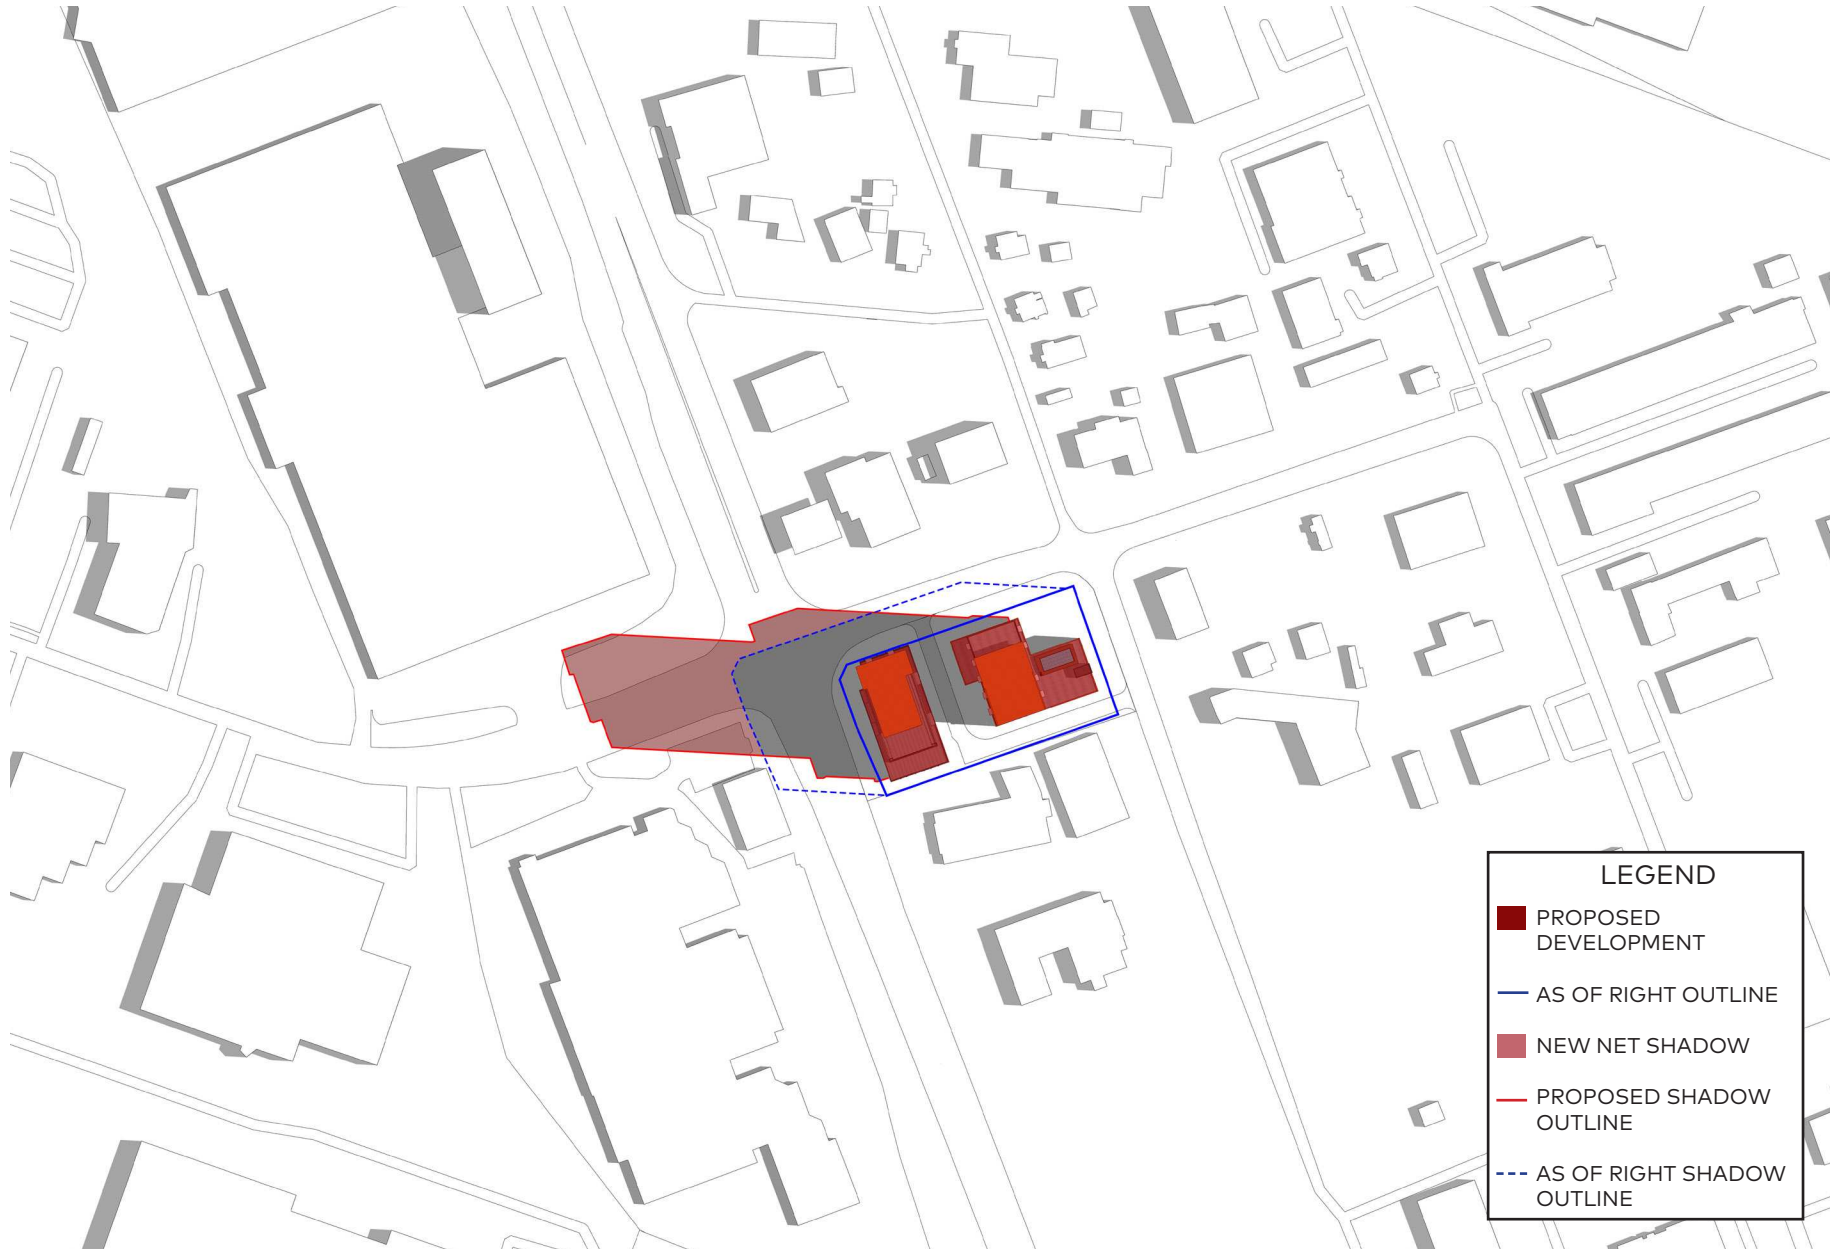 LEGEND
PROPOSED
DEVELOPMENT
AS OF RIGHT OUTLINE
NEW NET SHADOW
PROPOSED SHADOW
OUTLINE
AS OF RIGHT SHADOW
OUTLINE